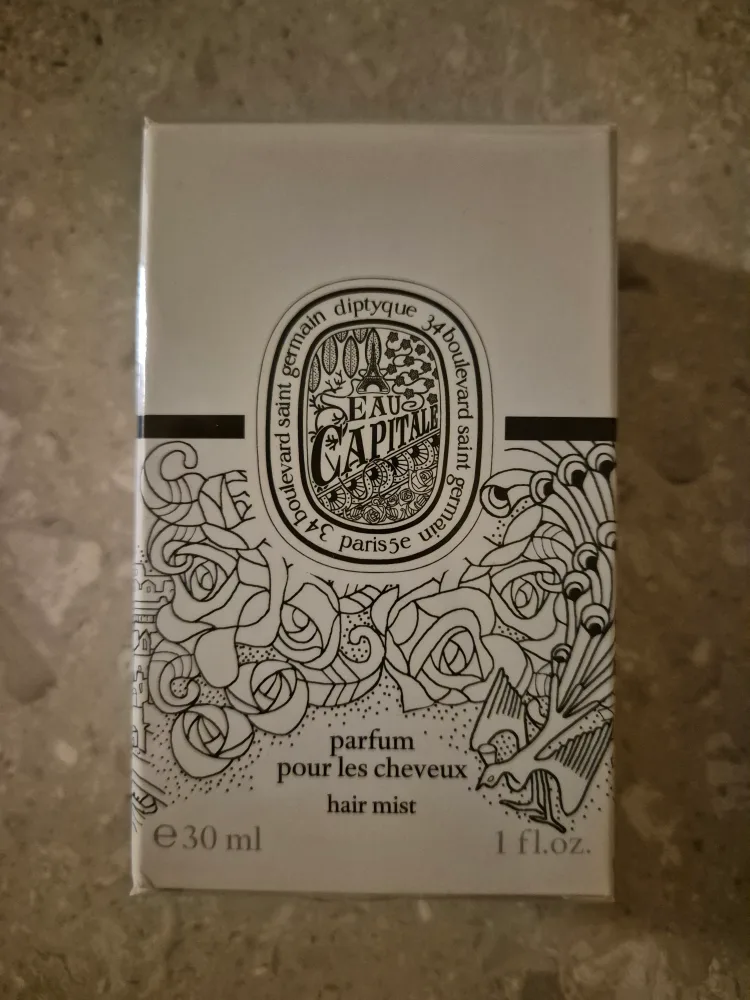 diptyque 34 boulevard saint germain paris 5e 34 boulevard saint germain
EAU
CAPITALE
parfum
pour les cheveux
hair mist
℮ 30 ml 1 fl.oz.